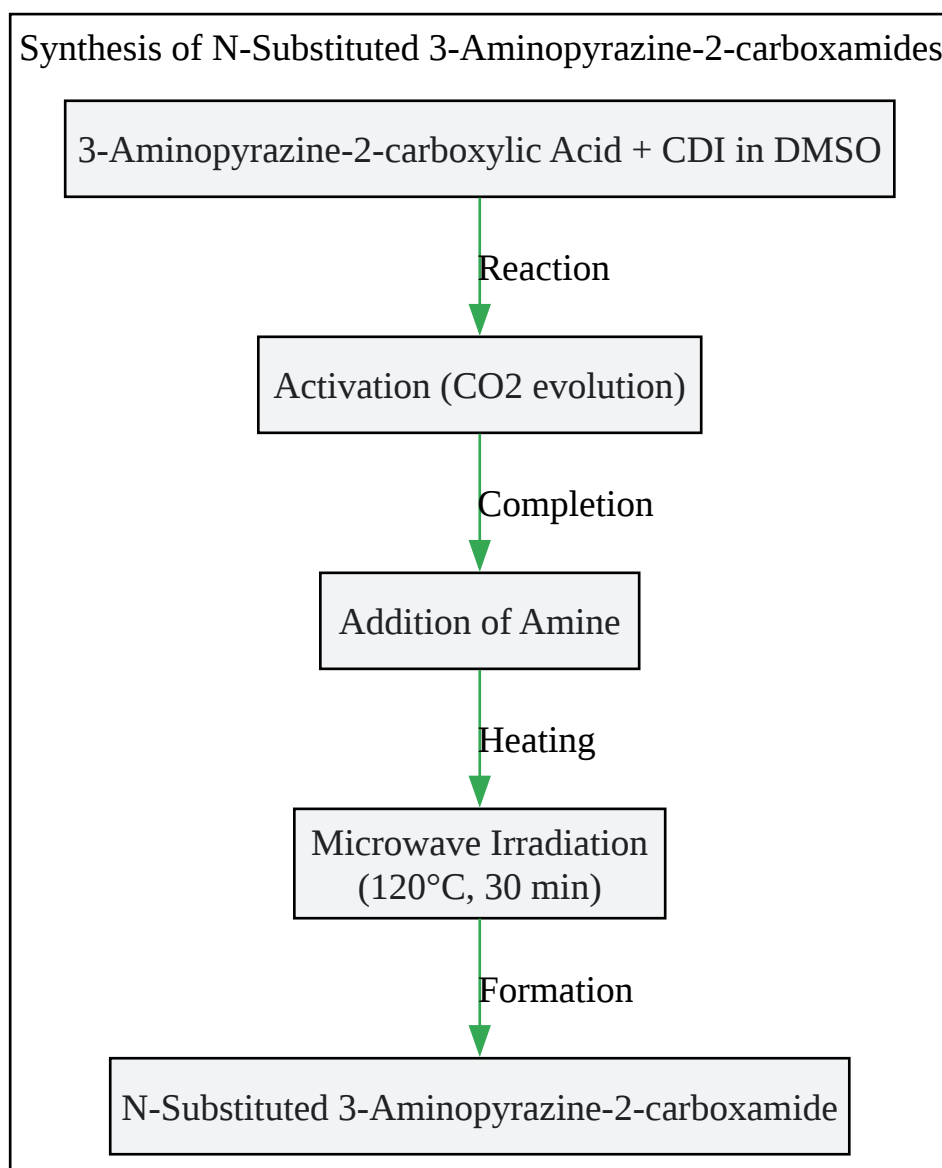 Synthesis of N-Substituted 3-Aminopyrazine-2-carboxamides
3-Aminopyrazine-2-carboxylic Acid + CDI in DMSO
Reaction
Activation (CO2 evolution)
Completion
Addition of Amine
Heating
Microwave Irradiation
(120°C, 30 min)
Formation
N-Substituted 3-Aminopyrazine-2-carboxamide